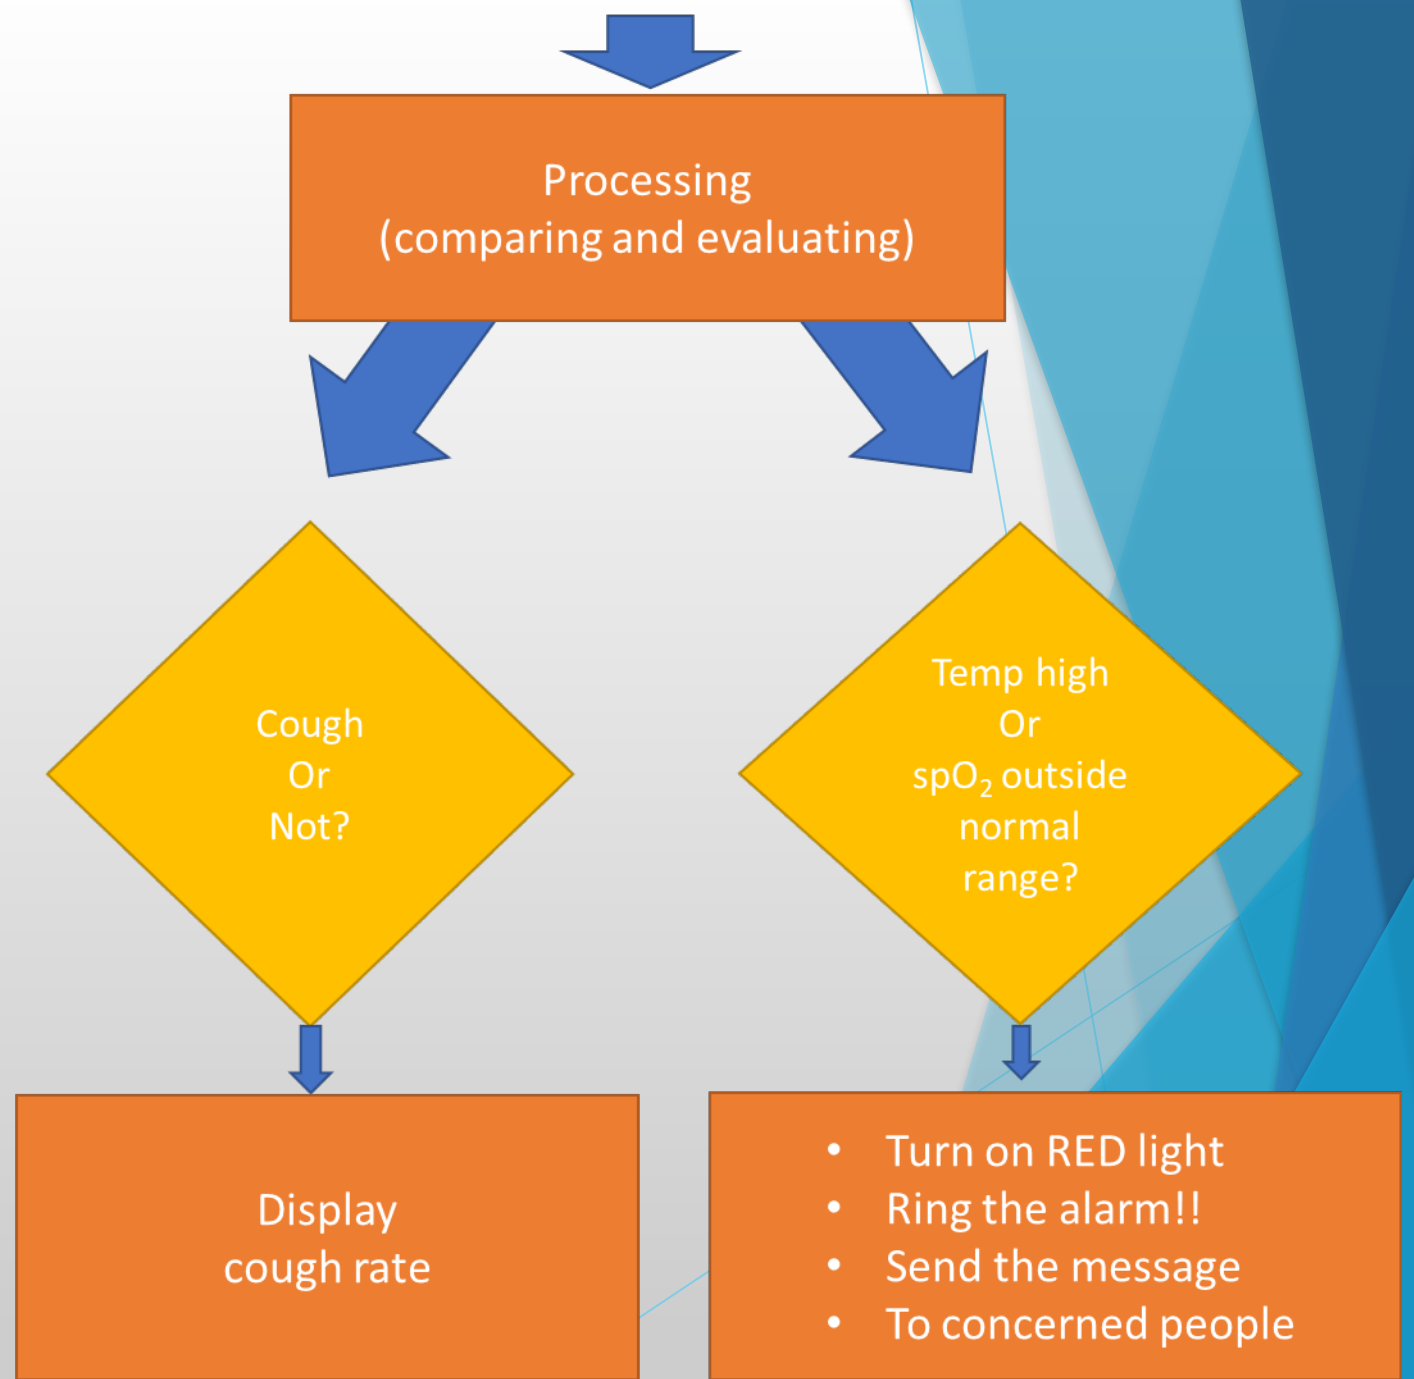 Processing
(comparing and evaluating)
Cough
Or
Not?
Temp high
Or
spO₂ outside
normal
range?
Display
cough rate
• Turn on RED light
• Ring the alarm!!
• Send the message
• To concerned people